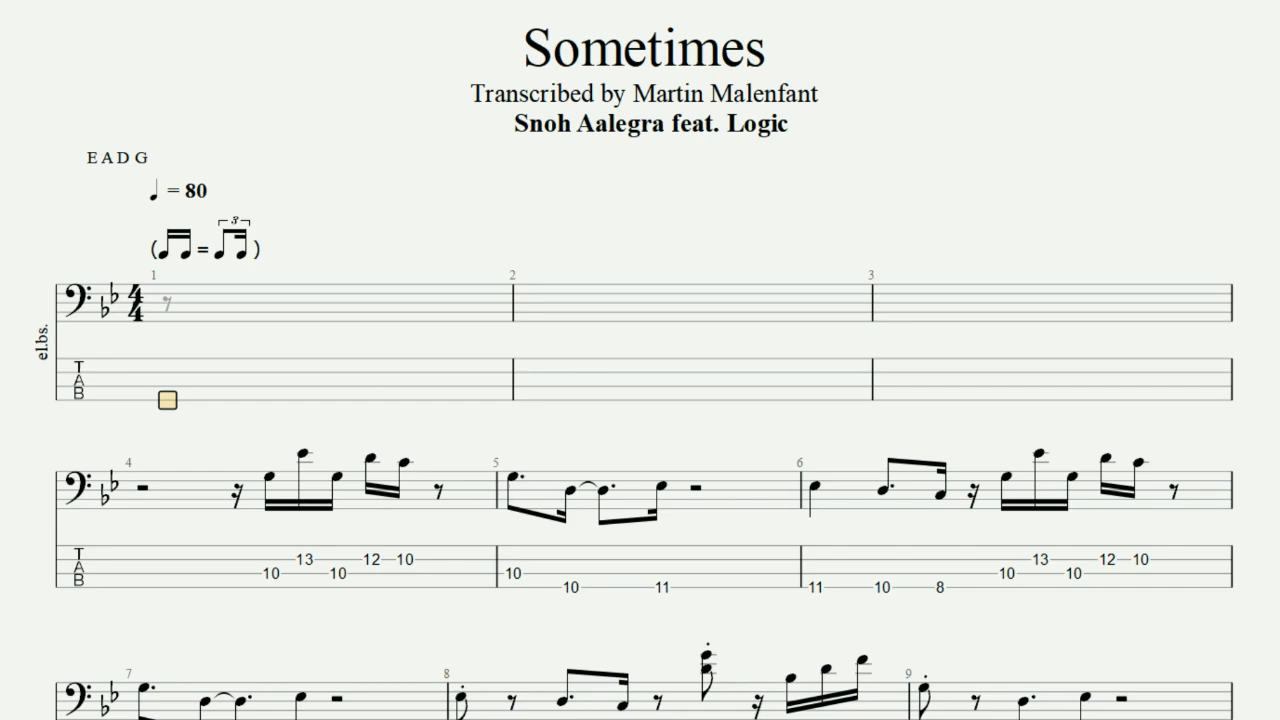 Sometimes
Transcribed by Martin Malenfant
Snoh Aalegra feat. Logic
E A D G
= 80
( = 3 )
1 2 3
4 4
el.bs.
T A B
4 5 6
T A B
13 12 10 13 12 10
10 10 10 10 10
10 11 11 10 8
7 8 9